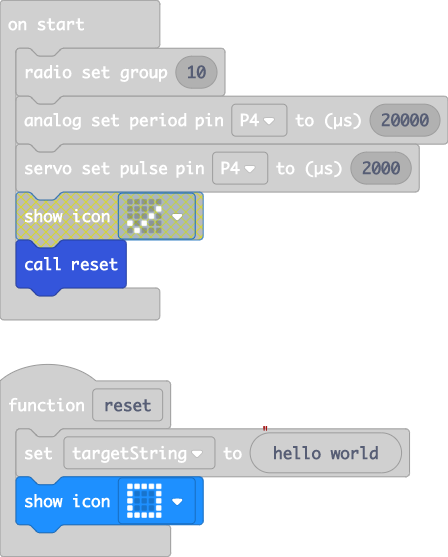 on start
radio set group 10
analog set period pin P4 to (µs) 20000
servo set pulse pin P4 to (µs) 2000
show icon
call reset
function reset
set targetString to "hello world
show icon